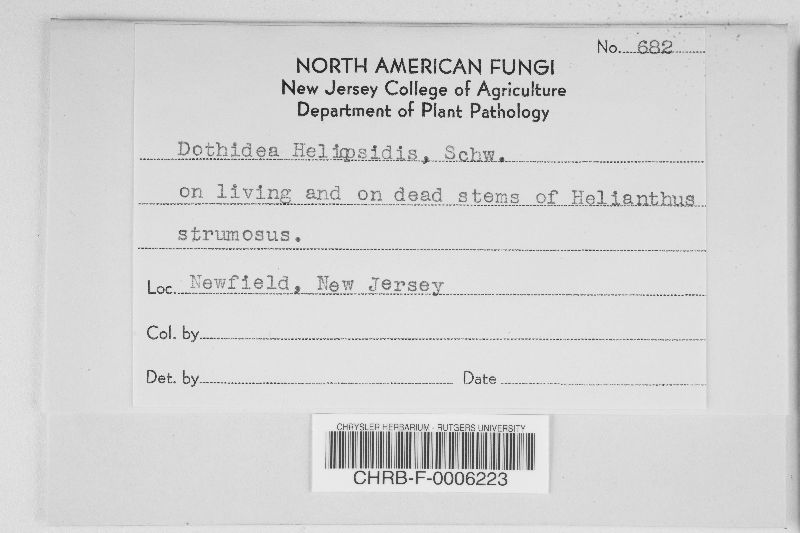 No. 682
NORTH AMERICAN FUNGI
New Jersey College of Agriculture
Department of Plant Pathology
Dothidea Heliopsidis, Schw.
on living and on dead stems of Helianthus
strumosus.
Loc. Newfield, New Jersey
Col. by
Det. by Date
CHRYSLER HERBARIUM - RUTGERS UNIVERSITY
CHRB-F-0006223